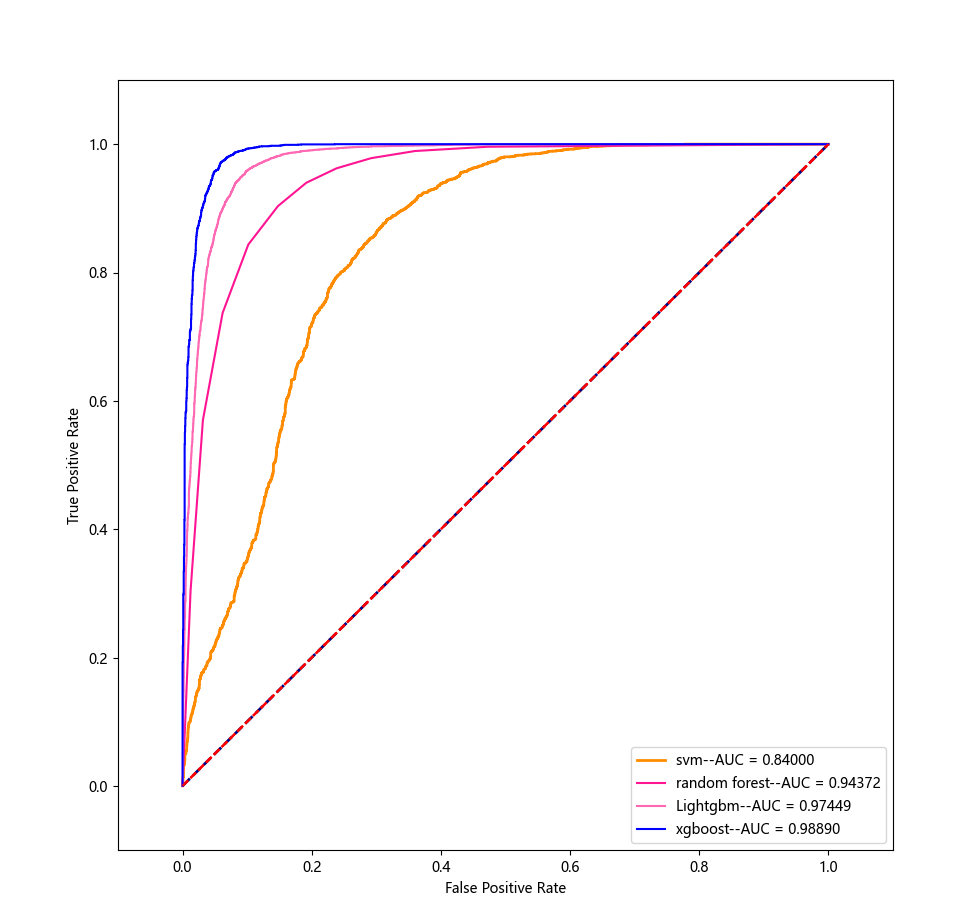 1.0
0.8
0.6
0.4
0.2
0.0
True Positive Rate
0.0 0.2 0.4 0.6 0.8 1.0
False Positive Rate
svm--AUC = 0.84000
random forest--AUC = 0.94372
Lightgbm--AUC = 0.97449
xgboost--AUC = 0.98890